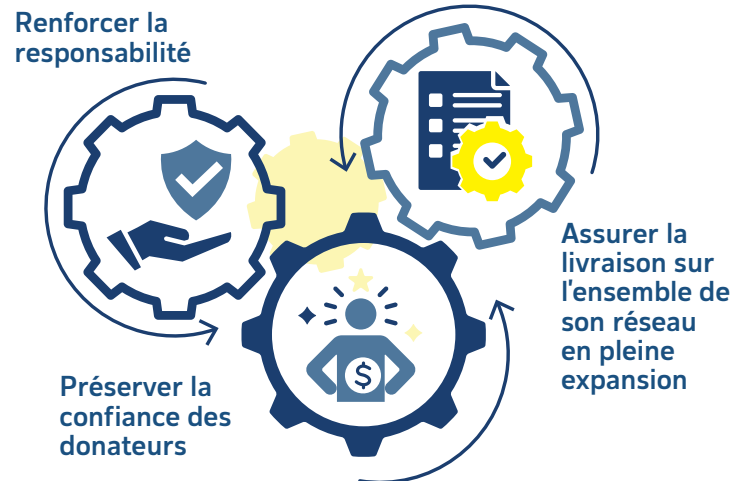 Renforcer la
responsabilité
Assurer la
livraison sur
l'ensemble de
son réseau
en pleine
expansion
Préserver la
confiance des
donateurs
$